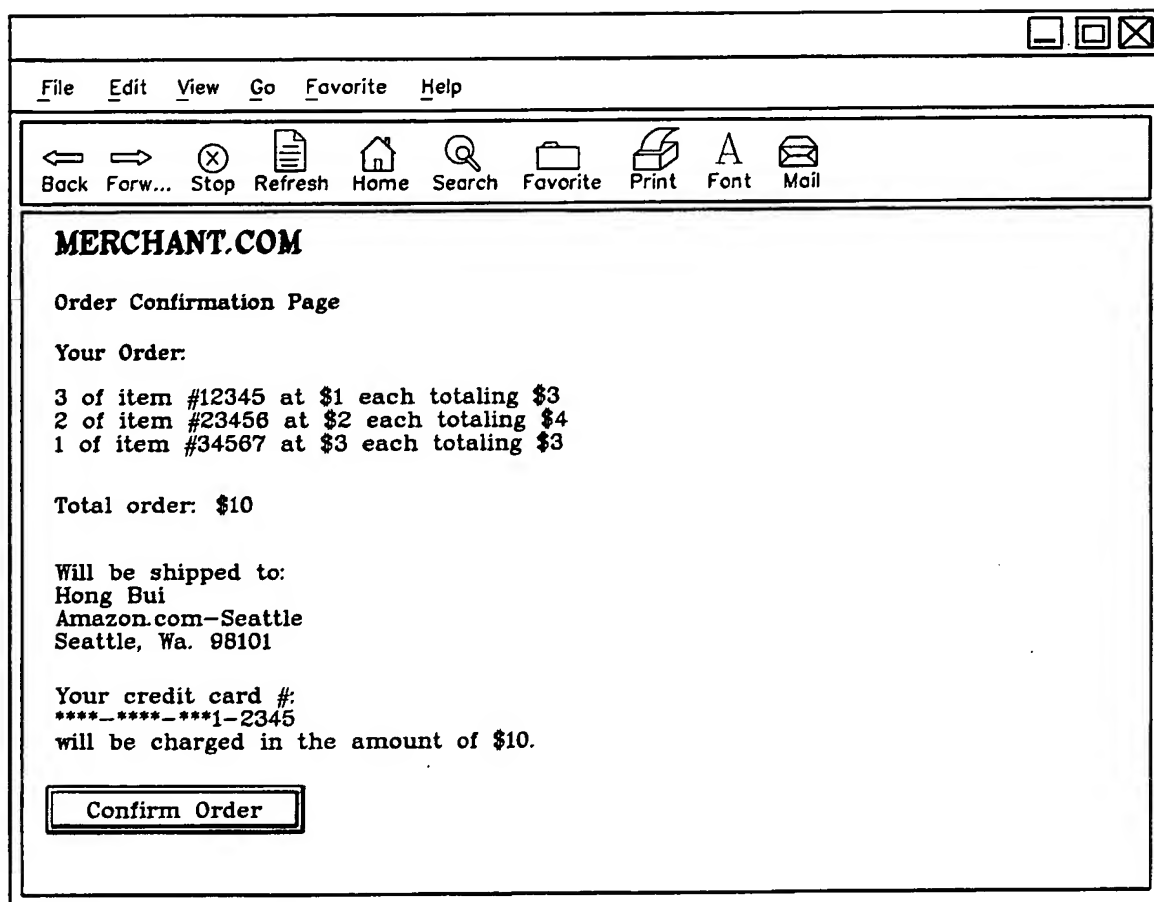 File Edit View Go Favorite Help
Back Forw... Stop Refresh Home Search Favorite Print Font Mail
MERCHANT.COM
Order Confirmation Page
Your Order:
3 of item #12345 at $1 each totaling $3
2 of item #23456 at $2 each totaling $4
1 of item #34567 at $3 each totaling $3
Total order: $10
Will be shipped to:
Hong Bui
Amazon.com-Seattle
Seattle, Wa. 98101
Your credit card #:
****-****-***1-2345
will be charged in the amount of $10.
Confirm Order